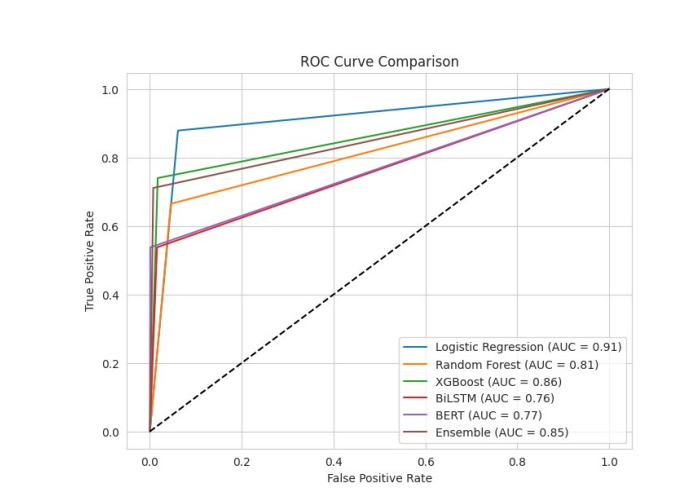 ROC Curve Comparison
True Positive Rate
1.0
0.8
0.6
0.4
0.2
0.0
Logistic Regression (AUC = 0.91)
Random Forest (AUC = 0.81)
XGBoost (AUC = 0.86)
BiLSTM (AUC = 0.76)
BERT (AUC = 0.77)
Ensemble (AUC = 0.85)
0.0 0.2 0.4 0.6 0.8 1.0
False Positive Rate